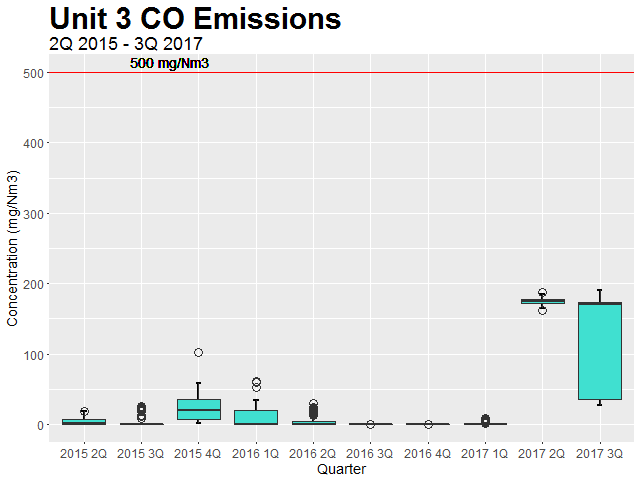 Unit 3 CO Emissions
2Q 2015 - 3Q 2017
500 mg/Nm3
Concentration (mg/Nm3)
500
400
300
200
100
0
2015 2Q 2015 3Q 2015 4Q 2016 1Q 2016 2Q 2016 3Q 2016 4Q 2017 1Q 2017 2Q 2017 3Q
Quarter